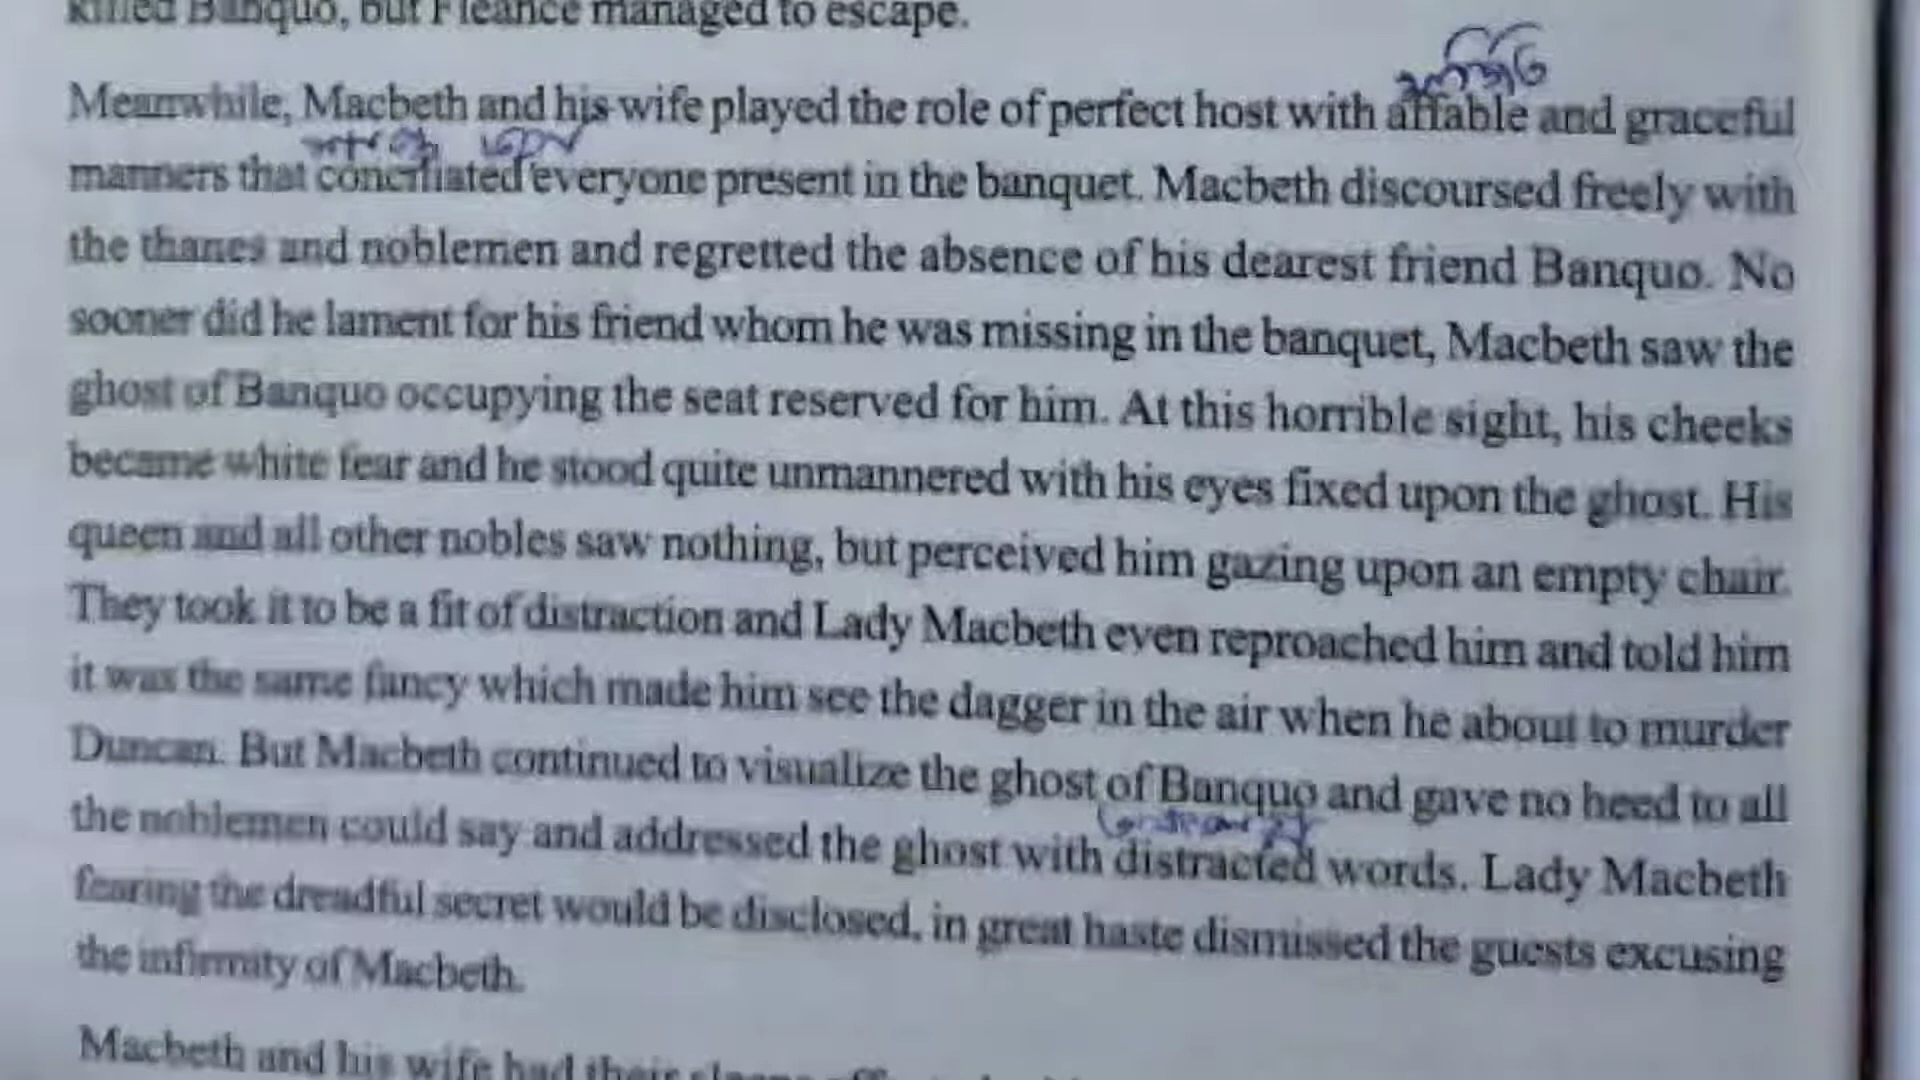 killed Banquo, but Fleance managed to escape.
Meanwhile, Macbeth and his wife played the role of perfect host with affable and graceful
manners that conciliated everyone present in the banquet. Macbeth discoursed freely with
the thanes and noblemen and regretted the absence of his dearest friend Banquo. No
sooner did he lament for his friend whom he was missing in the banquet, Macbeth saw the
ghost of Banquo occupying the seat reserved for him. At this horrible sight, his cheeks
became white fear and he stood quite unmannered with his eyes fixed upon the ghost. His
queen and all other nobles saw nothing, but perceived him gazing upon an empty chair.
They took it to be a fit of distraction and Lady Macbeth even reproached him and told him
it was the same fancy which made him see the dagger in the air when he about to murder
Duncan. But Macbeth continued to visualize the ghost of Banquo and gave no heed to all
the noblemen could say and addressed the ghost with distracted words. Lady Macbeth
fearing the dreadful secret would be disclosed, in great haste dismissed the guests excusing
the infirmity of Macbeth.
Macbeth and his wife had their